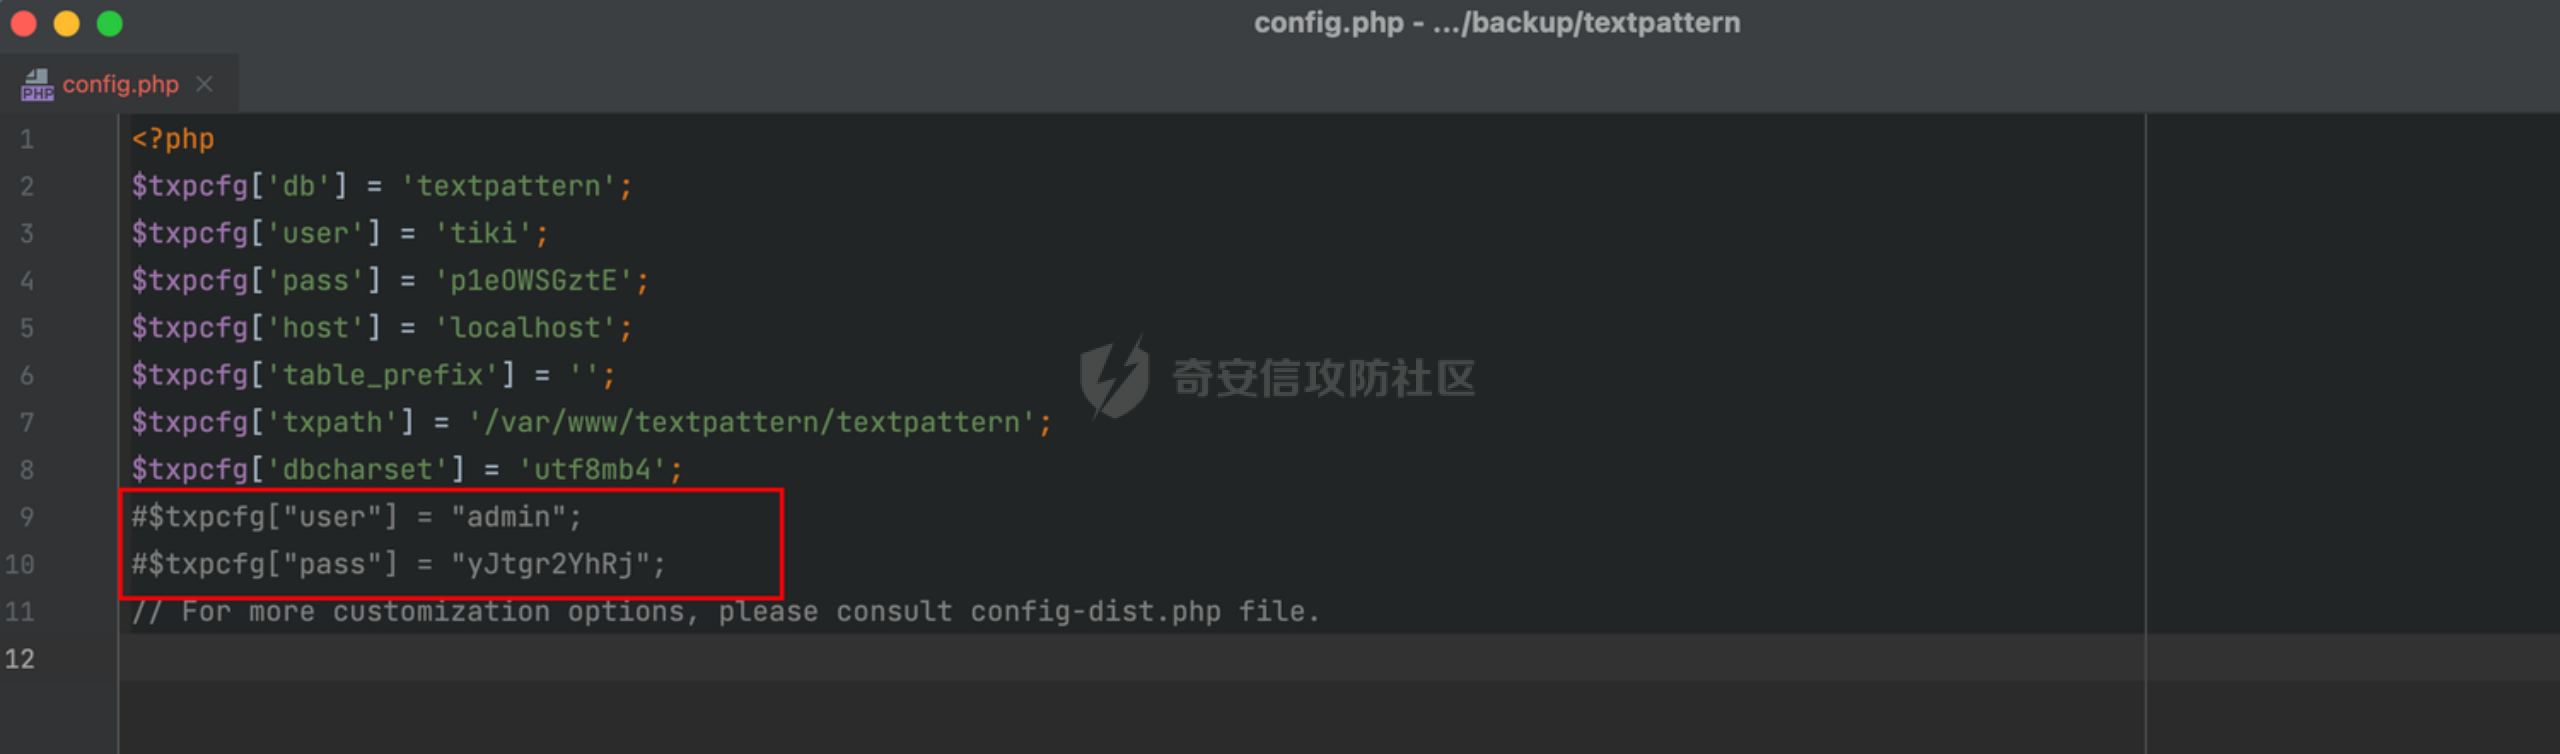 config.php - .../backup/textpattern
PHP config.php
1 <?php
2 $txpcfg['db'] = 'textpattern';
3 $txpcfg['user'] = 'tiki';
4 $txpcfg['pass'] = 'p1eOWSGztE';
5 $txpcfg['host'] = 'localhost';
6 $txpcfg['table_prefix'] = '';
7 $txpcfg['txpath'] = '/var/www/textpattern/textpattern';
8 $txpcfg['dbcharset'] = 'utf8mb4';
9 #$txpcfg["user"] = "admin";
10 #$txpcfg["pass"] = "yJtgr2YhRj";
11 // For more customization options, please consult config-dist.php file.
12
奇安信攻防社区